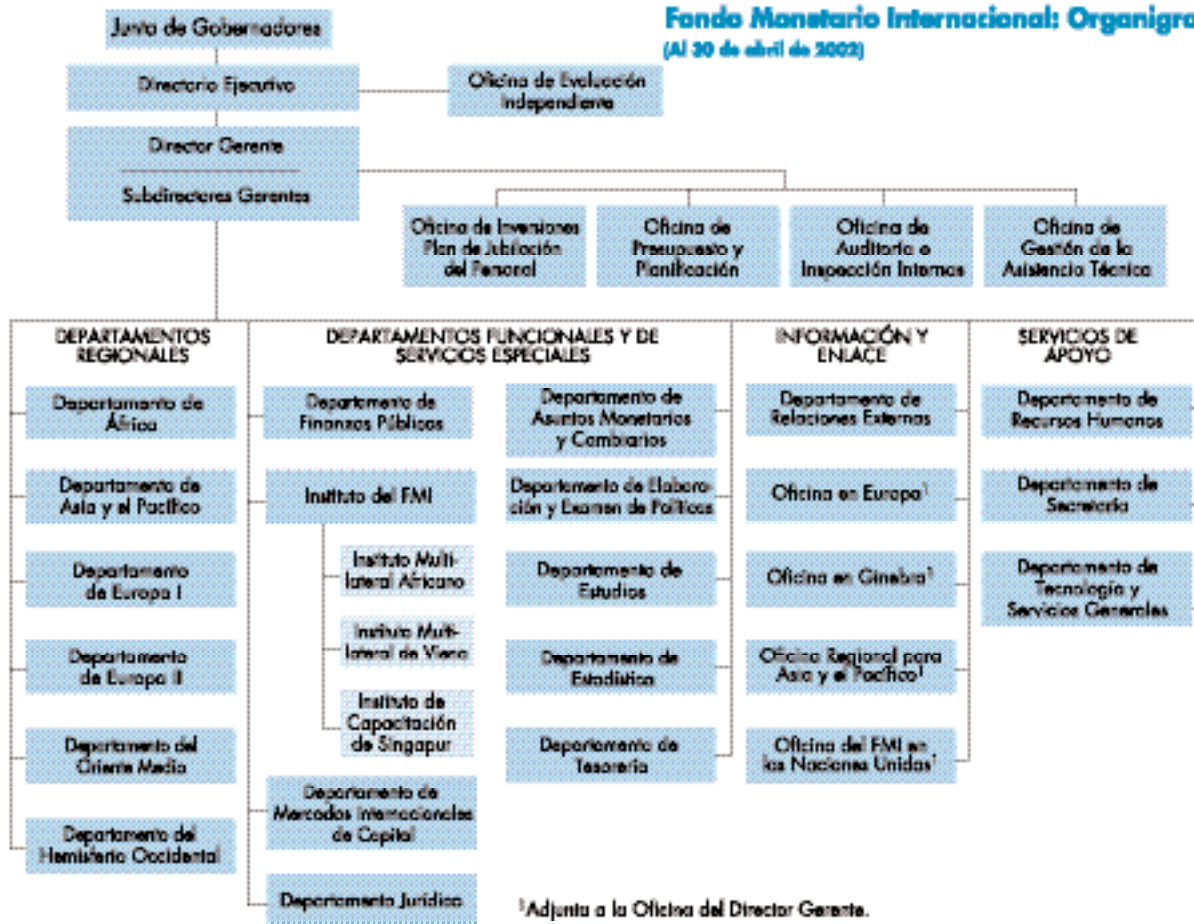 Fondo Monetario Internacional: Organigra
(Al 30 de abril de 2002)
Junta de Gobernadores
Directorio Ejecutivo
Oficina de Evaluación
Independiente
Director Gerente
Subdirectores Gerentes
Oficina de Inversiones
Plan de Jubilación
del Personal
Oficina de
Presupuesto y
Planificación
Oficina de
Auditoría e
Inspección Internas
Oficina de
Gestión de la
Asistencia Técnica
DEPARTAMENTOS
REGIONALES
Departamento de
África
Departamento de
Asia y el Pacífico
Departamento
de Europa I
Departamento
de Europa II
Departamento del
Oriente Medio
Departamento del
Hemisferio Occidental
DEPARTAMENTOS FUNCIONALES Y DE
SERVICIOS ESPECIALES
Departamento de
Finanzas Públicas
Instituto del FMI
Instituto Multi-
lateral Africano
Instituto Multi-
lateral de Viena
Instituto de
Capacitación
de Singapur
Departamento de
Mercados Internacionales
de Capital
Departamento Jurídico
Departamento de
Asuntos Monetarios
y Cambiarios
Departamento de Elabora-
ción y Examen de Políticas
Departamento de
Estudios
Departamento de
Estadística
Departamento de
Tesorería
INFORMACIÓN Y
ENLACE
Departamento de
Relaciones Externas
Oficina en Europa¹
Oficina en Ginebra¹
Oficina Regional para
Asia y el Pacífico¹
Oficina del FMI en
las Naciones Unidas¹
SERVICIOS DE
APOYO
Departamento de
Recursos Humanos
Departamento de
Secretaría
Departamento de
Tecnología y
Servicios Generales
¹Adjunta a la Oficina del Director Gerente.